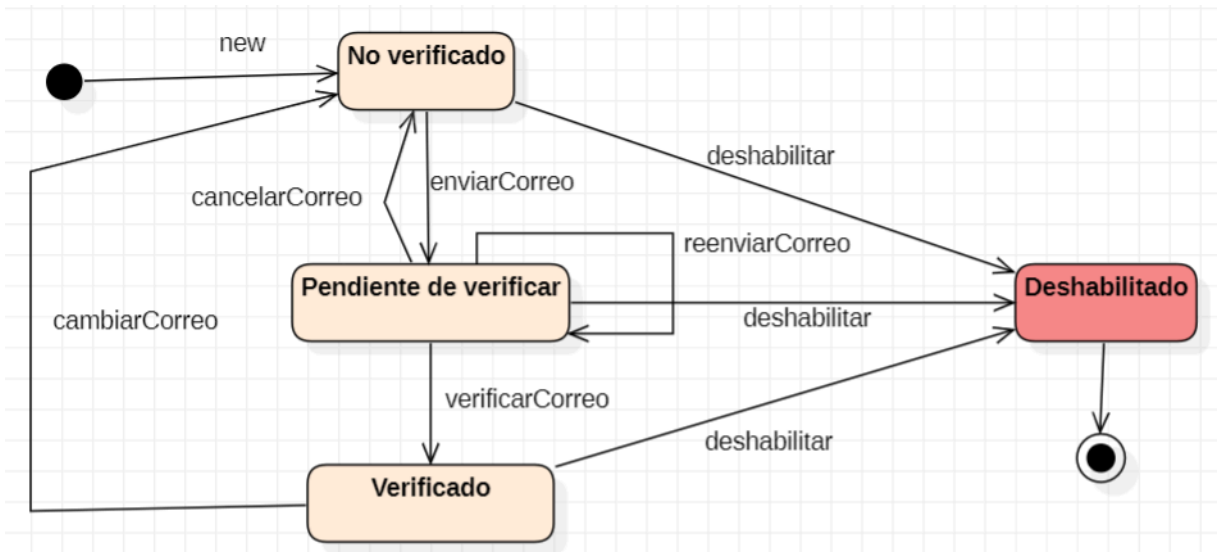 new
No verificado
deshabilitar
enviarCorreo
cancelarCorreo
reenviarCorreo
Pendiente de verificar
Deshabilitado
deshabilitar
cambiarCorreo
verificarCorreo
deshabilitar
Verificado